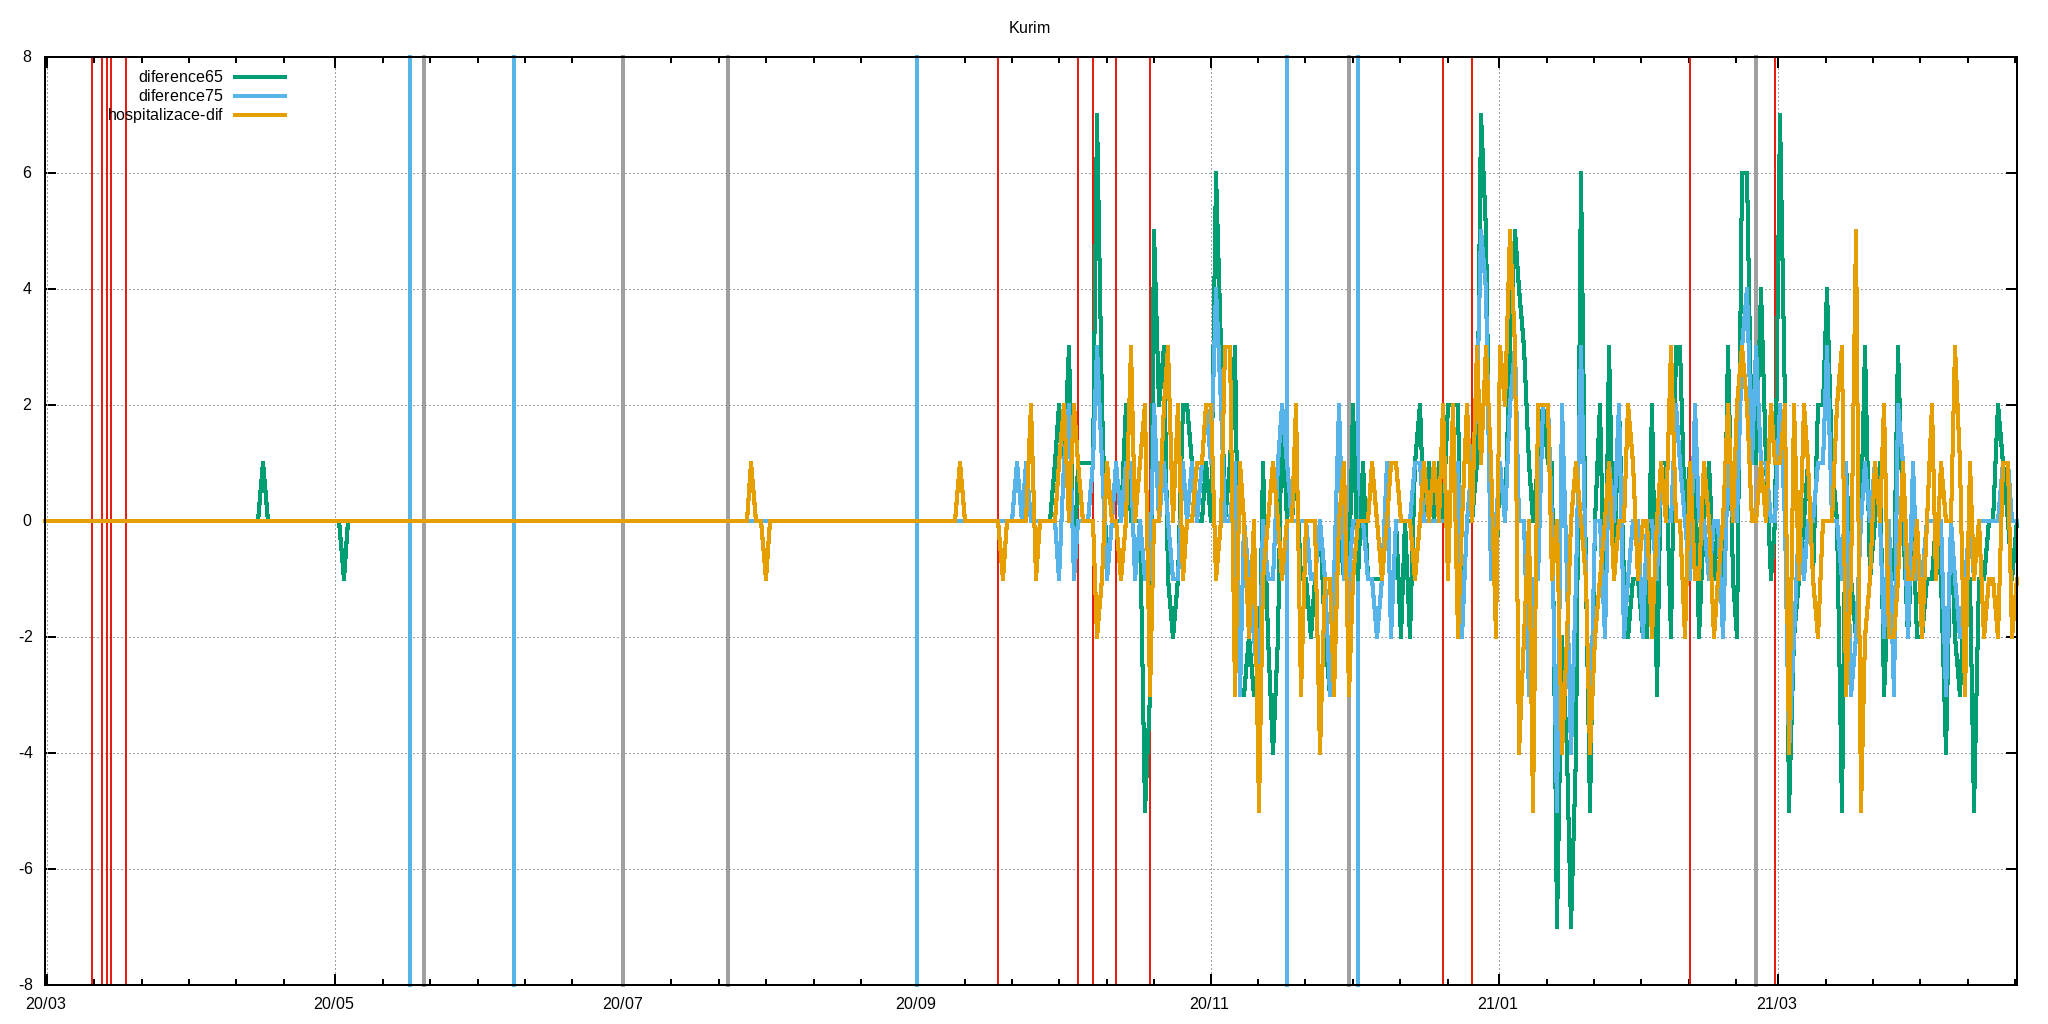 Kurim
8
diference65
diference75
hospitalizace-dif
6
4
2
0
-2
-4
-6
-8
20/03 20/05 20/07 20/09 20/11 21/01 21/03